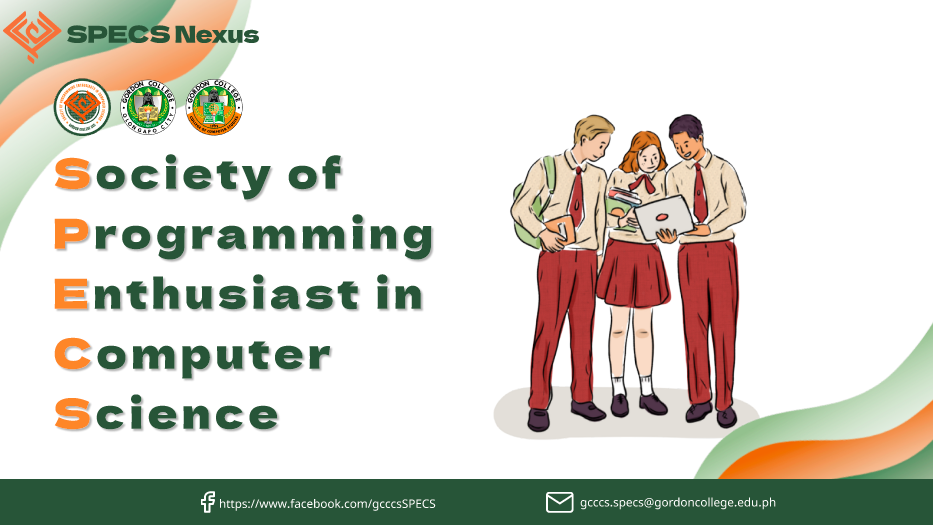 SPECS Nexus
GORDON COLLEGE
OLONGAPO CITY
GORDON COLLEGE
Society of
Programming
Enthusiast in
Computer
Science
https://www.facebook.com/gcccsSPECS
gcccs.specs@gordoncollege.edu.ph